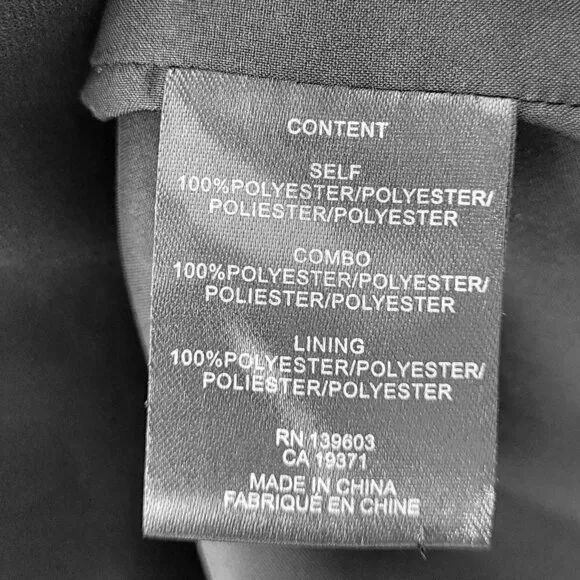 CONTENT
SELF
100%POLYESTER/POLYESTER/
POLIESTER/POLYESTER
COMBO
100%POLYESTER/POLYESTER/
POLIESTER/POLYESTER
LINING
100%POLYESTER/POLYESTER/
POLIESTER/POLYESTER
RN 139603
CA 19371
MADE IN CHINA
FABRIQUE EN CHINE